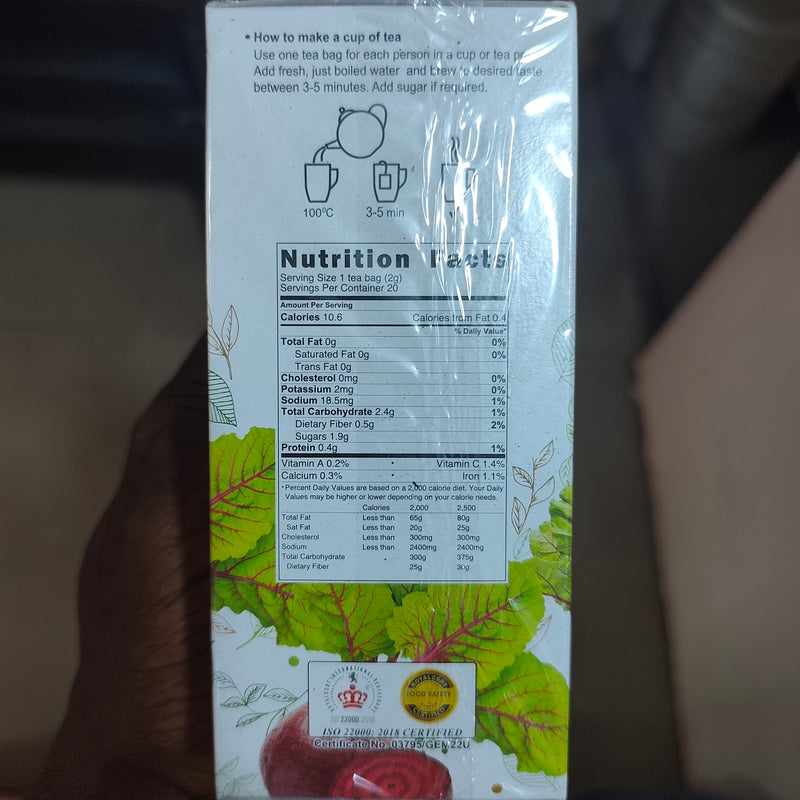 • How to make a cup of tea
Use one tea bag for each person in a cup or tea
Add fresh, just boiled water and brew to desired taste
between 3-5 minutes. Add sugar if required.
100⁰C 3-5 min
Nutrition Facts
Serving Size 1 tea bag (2g)
Servings Per Container 20
Amount Per Serving
Calories 10.6 Calories from Fat 0.4
% Daily Value*
Total Fat 0g 0%
Saturated Fat 0g 0%
Trans Fat 0g
Cholesterol 0mg 0%
Potassium 2mg 0%
Sodium 18.5mg 1%
Total Carbohydrate 2.4g 1%
Dietary Fiber 0.5g 2%
Sugars 1.9g
Protein 0.4g 1%
Vitamin A 0.2% • Vitamin C 1.4%
Calcium 0.3% • Iron 1.1%
*Percent Daily Values are based on a 2,000 calorie diet. Your Daily
Values may be higher or lower depending on your calorie needs.
Calories 2,000 2,500
Total Fat Less than 65g 80g
Sat Fat Less than 20g 25g
Cholesterol Less than 300mg 300mg
Sodium Less than 2400mg 2400mg
Total Carbohydrate 300g 375g
Dietary Fiber 25g 30g
ISO 22000:2018
ROYALCERT
FOOD SAFETY
CERTIFIED
ISO 22000: 2018 CERTIFIED
Certificate No. 03795/GEN.22U